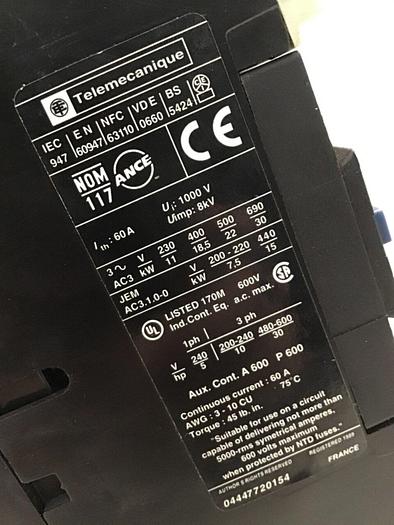 Telemecanique
IEC EN NFC VDE BS
947 60947 63110 0660 5424
NOM
117 ANCE CE
Ui: 1000 V
Ith: 60 A Uimp: 8kV
3~ V 230 400 500 690
AC3 kW 11 18.5 22 30
JEM V 200-220 440
AC3.1.0-0 kW 7.5 15
UL LISTED 170M 600V
Ind.Cont. Eq. a.c. max.
1ph 3 ph
V 240 200-240 480-600
hp 5 10 30
Aux. Cont. A 600 P 600
Continuous current: 60 A
AWG: 3-10 CU 75°C
Torque: 45 lb. in.
"Suitable for use on a circuit
capable of delivering not more than
5000-rms symetrical amperes,
600 volts maximum
when protected by NTD fuses."
AUTHOR'S RIGHTS RESERVED REGISTERED 1989
04447720154 FRANCE